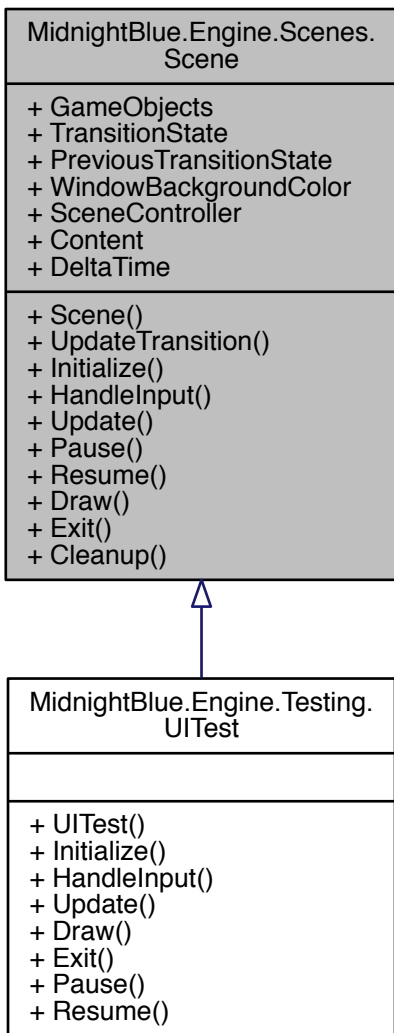 MidnightBlue.Engine.Scenes.
Scene
+ GameObjects
+ TransitionState
+ PreviousTransitionState
+ WindowBackgroundColor
+ SceneController
+ Content
+ DeltaTime
+ Scene()
+ UpdateTransition()
+ Initialize()
+ HandleInput()
+ Update()
+ Pause()
+ Resume()
+ Draw()
+ Exit()
+ Cleanup()
MidnightBlue.Engine.Testing.
UITest
+ UITest()
+ Initialize()
+ HandleInput()
+ Update()
+ Draw()
+ Exit()
+ Pause()
+ Resume()